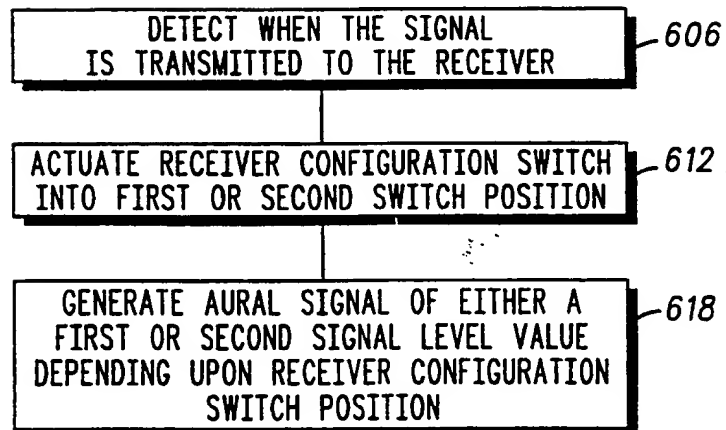 DETECT WHEN THE SIGNAL
IS TRANSMITTED TO THE RECEIVER
606
ACTUATE RECEIVER CONFIGURATION SWITCH
INTO FIRST OR SECOND SWITCH POSITION
612
GENERATE AURAL SIGNAL OF EITHER A
FIRST OR SECOND SIGNAL LEVEL VALUE
DEPENDING UPON RECEIVER CONFIGURATION
SWITCH POSITION
618